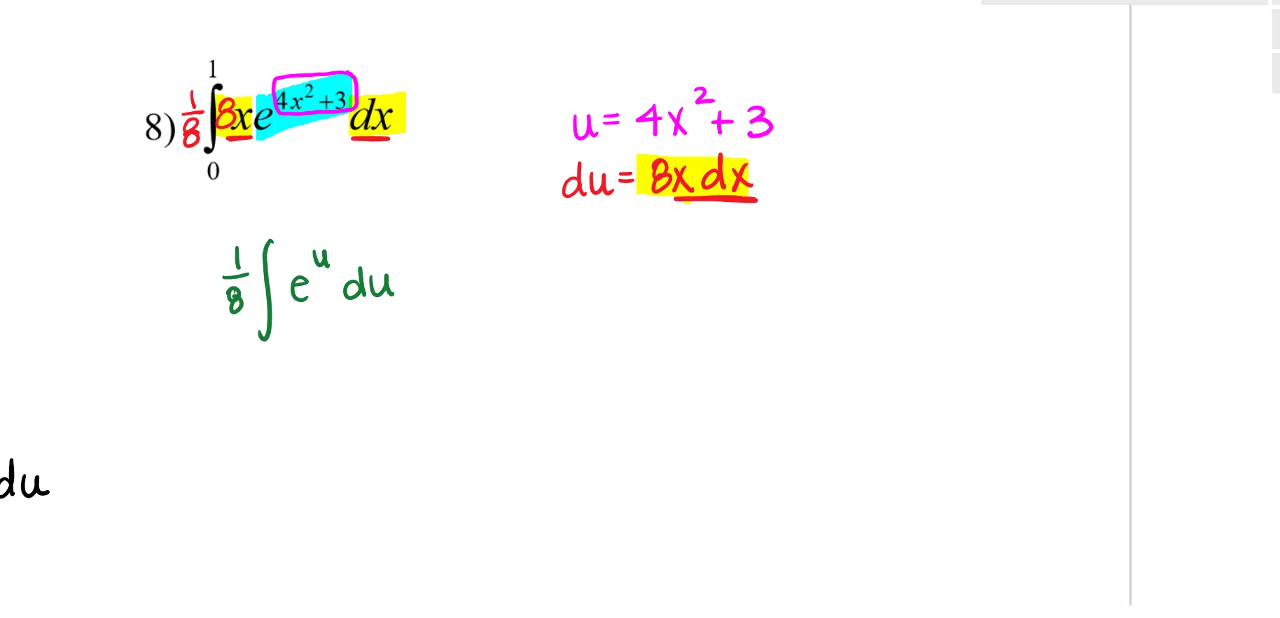 8) 1/8 ∫₀¹ 8xe^(4x²+3) dx
u = 4x² + 3
du = 8x dx
1/8 ∫ e^u du
du